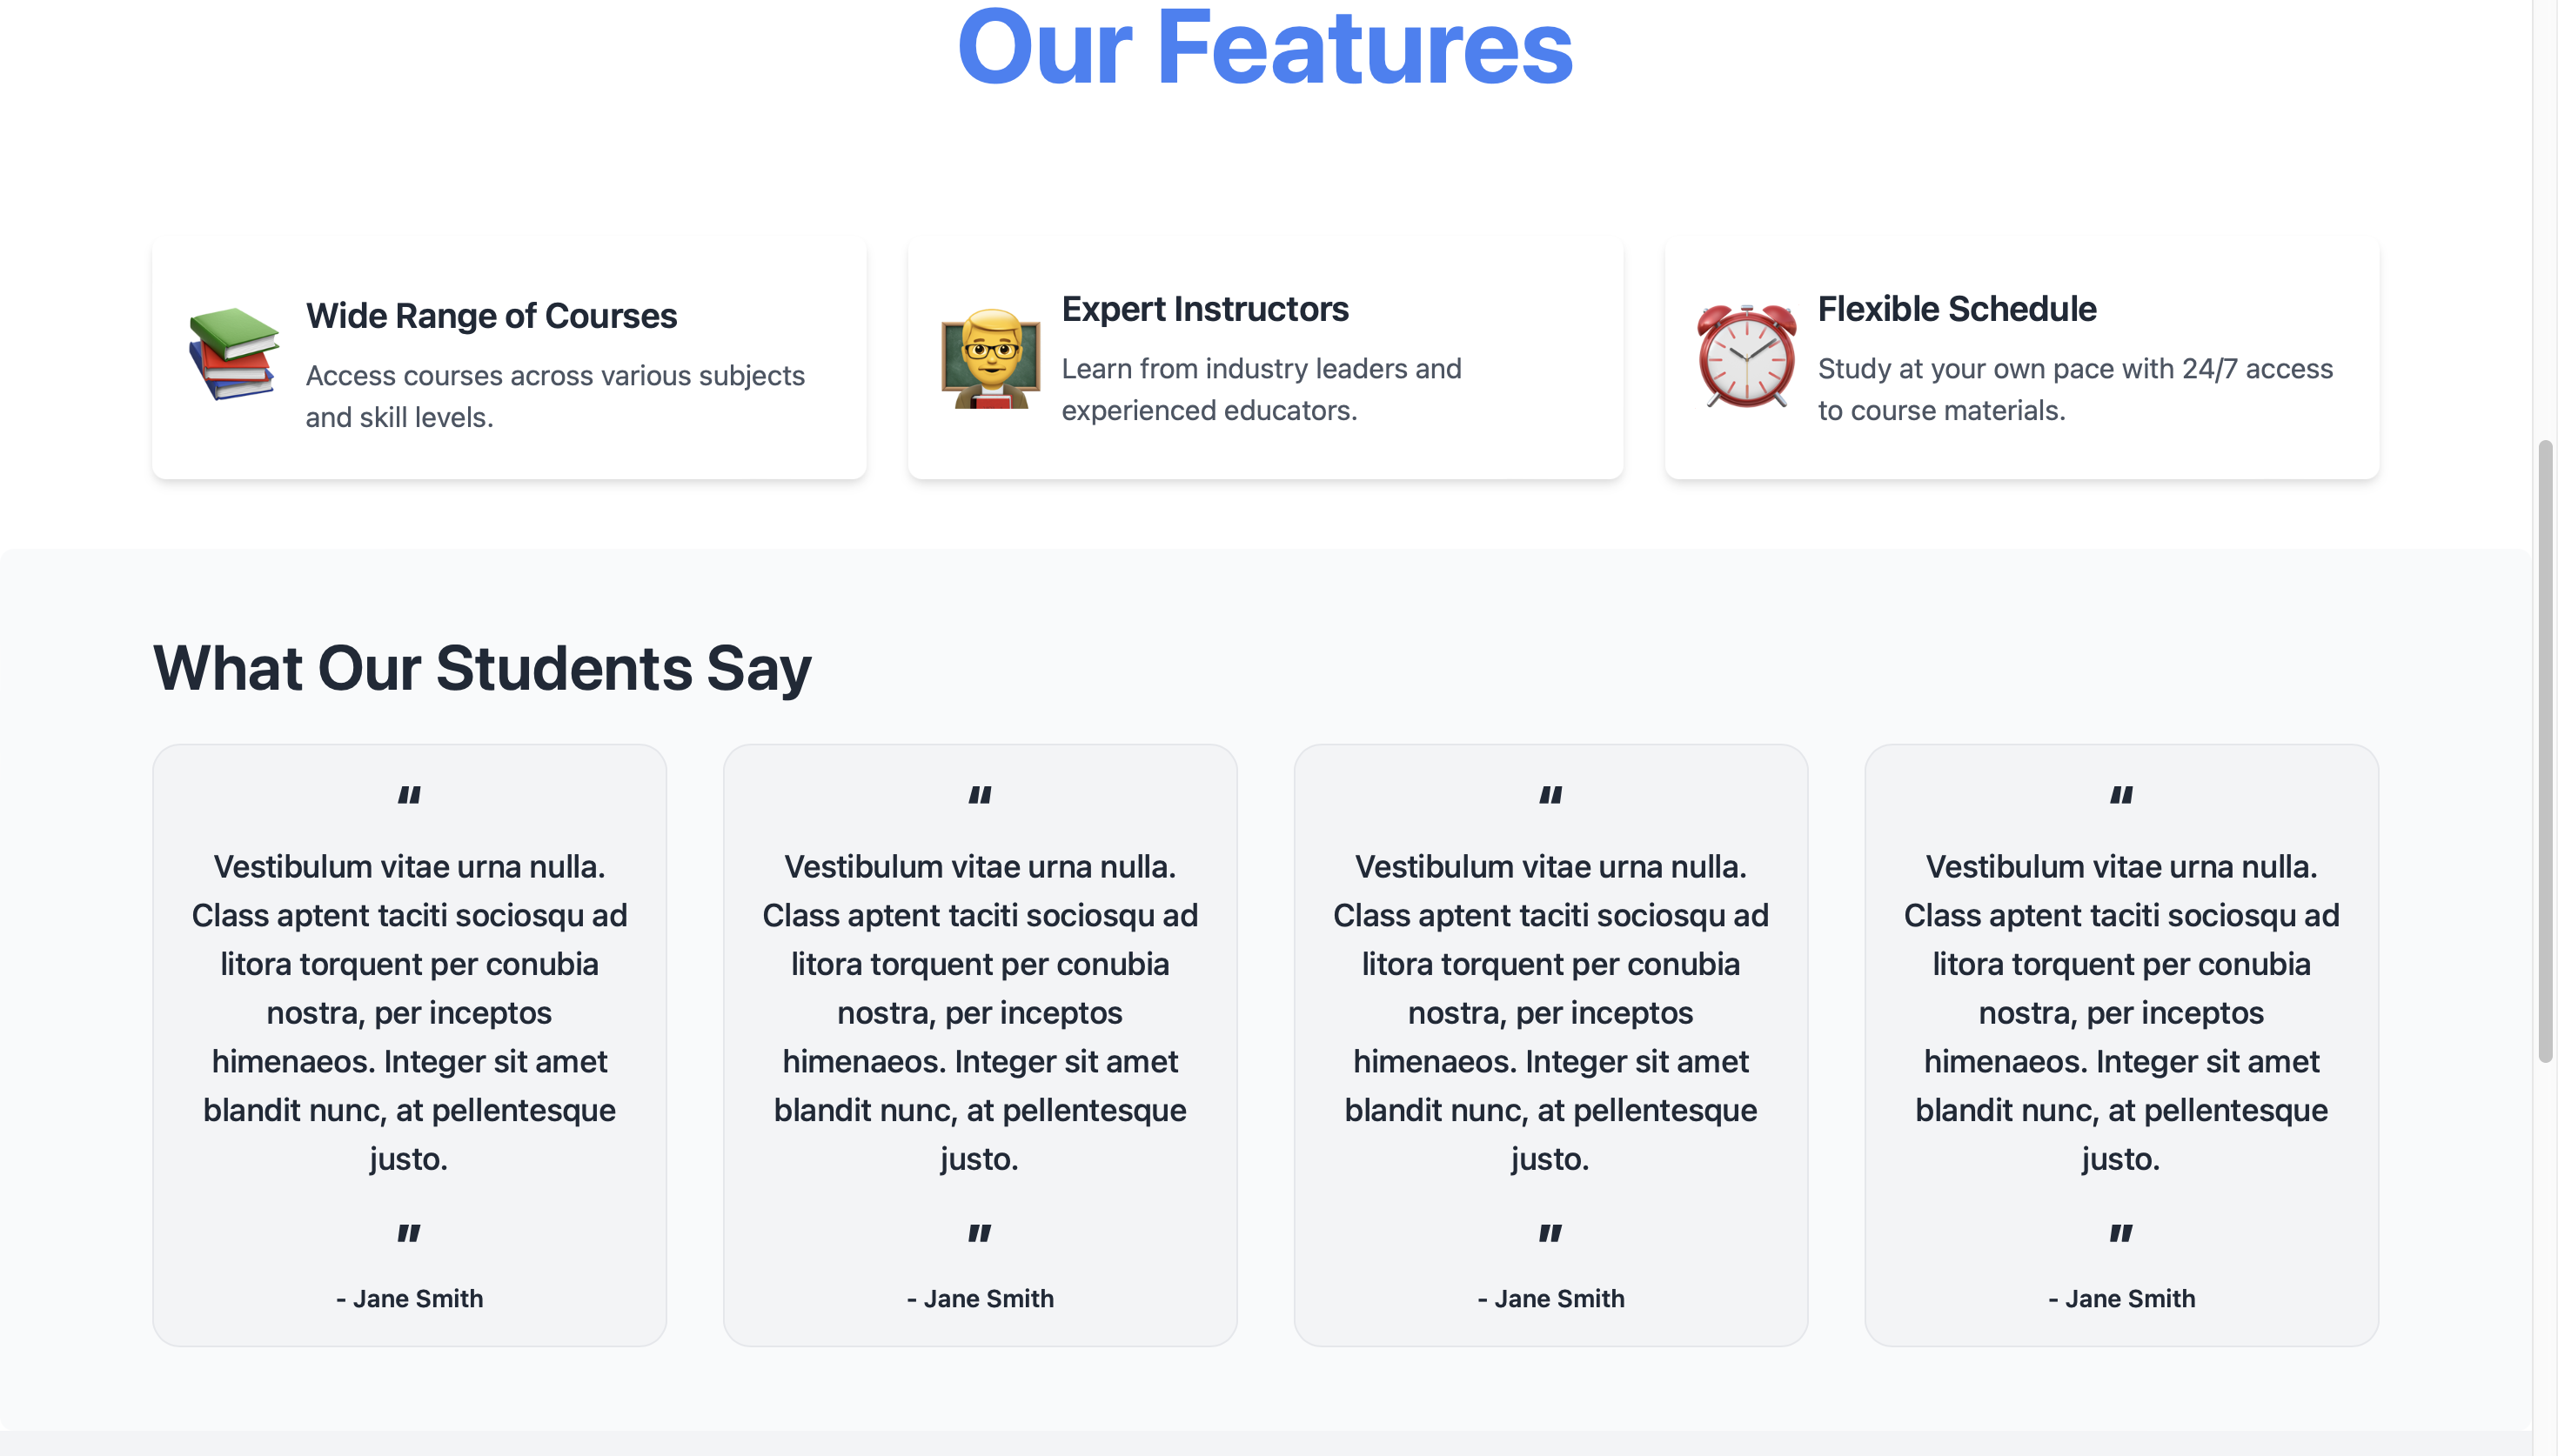 Our Features
Wide Range of Courses
Access courses across various subjects
and skill levels.
Expert Instructors
Learn from industry leaders and
experienced educators.
Flexible Schedule
Study at your own pace with 24/7 access
to course materials.
What Our Students Say
“
Vestibulum vitae urna nulla.
Class aptent taciti sociosqu ad
litora torquent per conubia
nostra, per inceptos
himenaeos. Integer sit amet
blandit nunc, at pellentesque
justo.
”
- Jane Smith
“
Vestibulum vitae urna nulla.
Class aptent taciti sociosqu ad
litora torquent per conubia
nostra, per inceptos
himenaeos. Integer sit amet
blandit nunc, at pellentesque
justo.
”
- Jane Smith
“
Vestibulum vitae urna nulla.
Class aptent taciti sociosqu ad
litora torquent per conubia
nostra, per inceptos
himenaeos. Integer sit amet
blandit nunc, at pellentesque
justo.
”
- Jane Smith
“
Vestibulum vitae urna nulla.
Class aptent taciti sociosqu ad
litora torquent per conubia
nostra, per inceptos
himenaeos. Integer sit amet
blandit nunc, at pellentesque
justo.
”
- Jane Smith